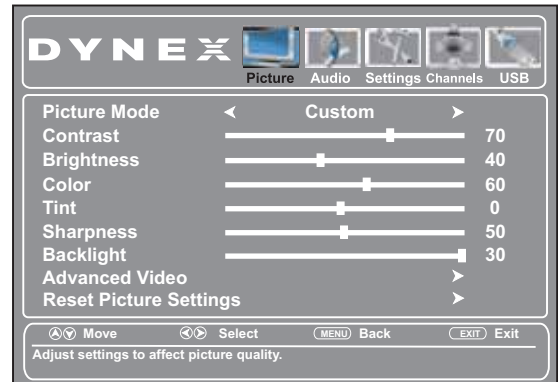 DYNEX
Picture Audio Settings Channels USB
Picture Mode Custom
Contrast 70
Brightness 40
Color 60
Tint 0
Sharpness 50
Backlight 30
Advanced Video
Reset Picture Settings
Move Select MENU Back EXIT Exit
Adjust settings to affect picture quality.